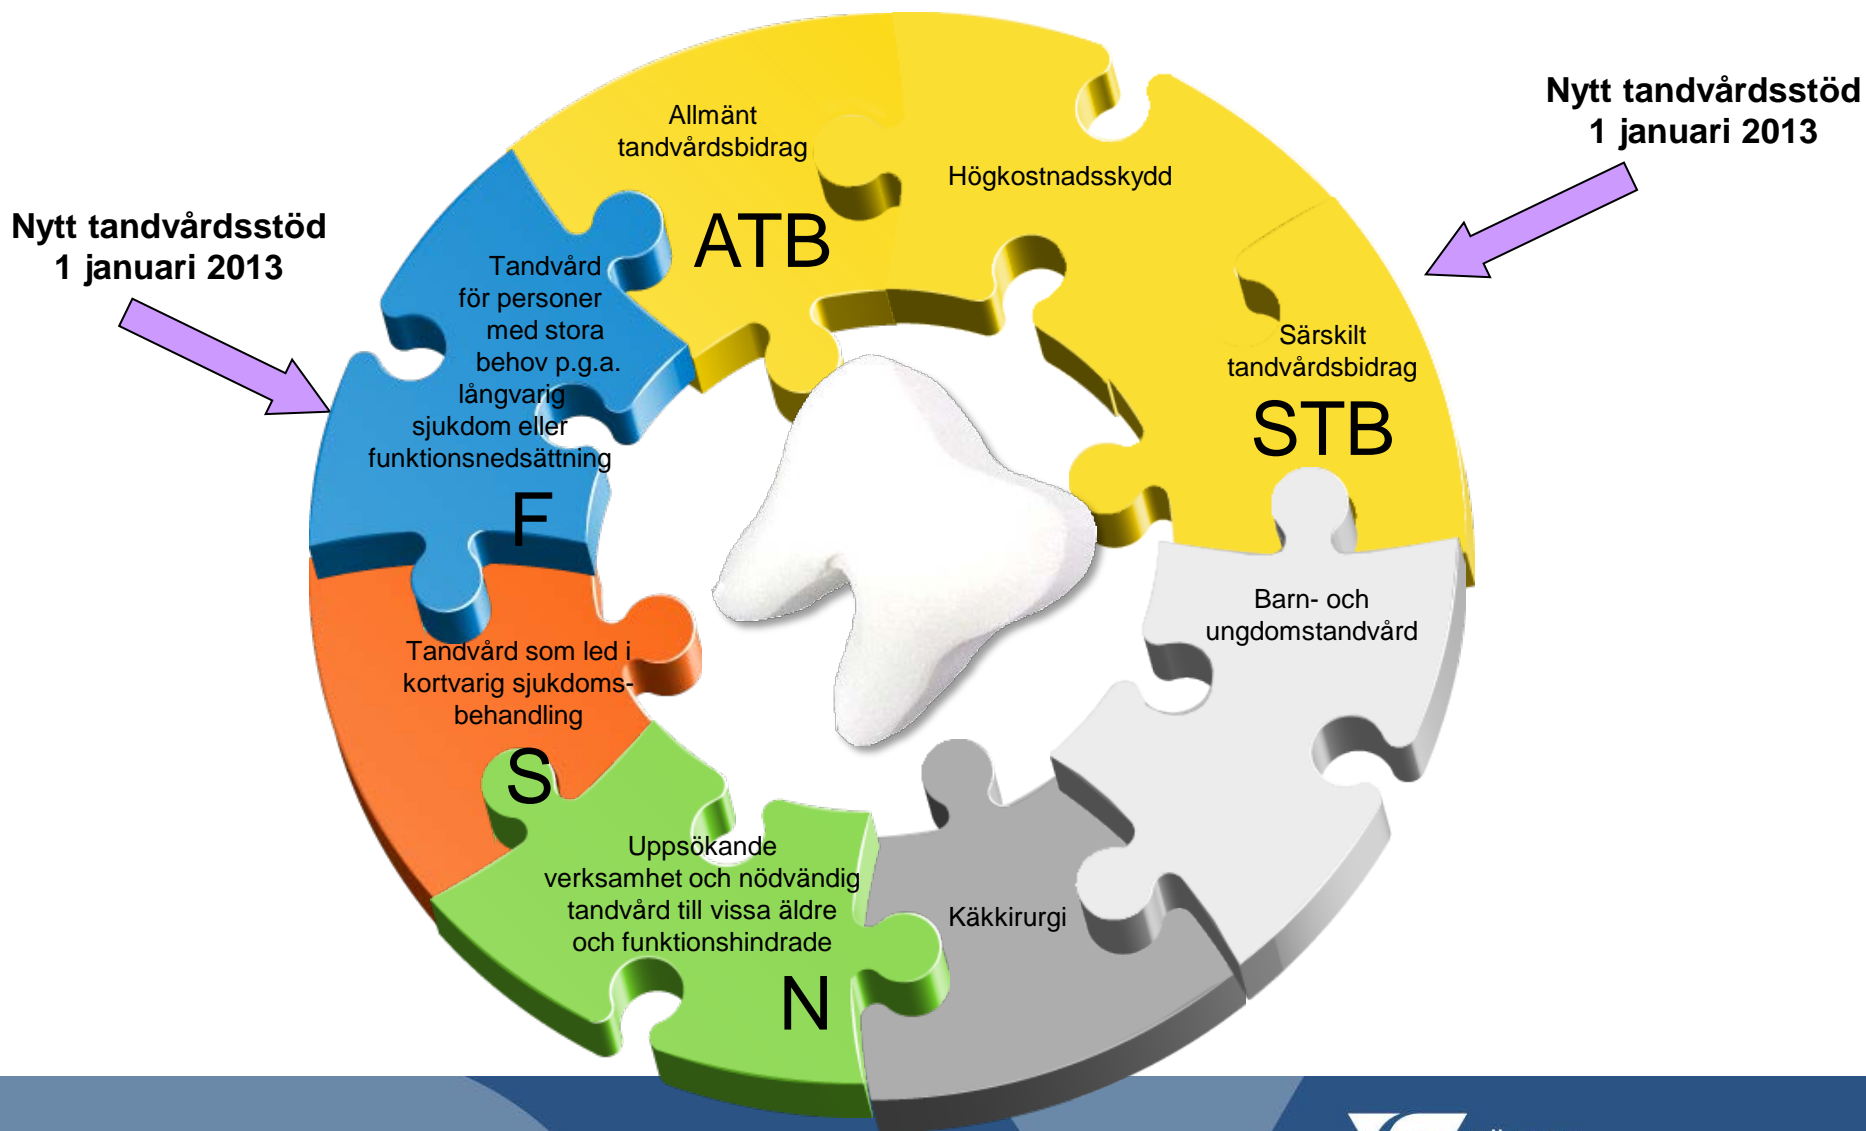 Nytt tandvårdsstöd
1 januari 2013
Nytt tandvårdsstöd
1 januari 2013
Allmänt
tandvårdsbidrag
ATB
Högkostnadsskydd
Särskilt
tandvårdsbidrag
STB
Tandvård
för personer
med stora
behov p.g.a.
långvarig
sjukdom eller
funktionsnedsättning
F
Tandvård som led i
kortvarig sjukdoms-
behandling
S
Uppsökande
verksamhet och nödvändig
tandvård till vissa äldre
och funktionshindrade
N
Käkkirurgi
Barn- och
ungdomstandvård